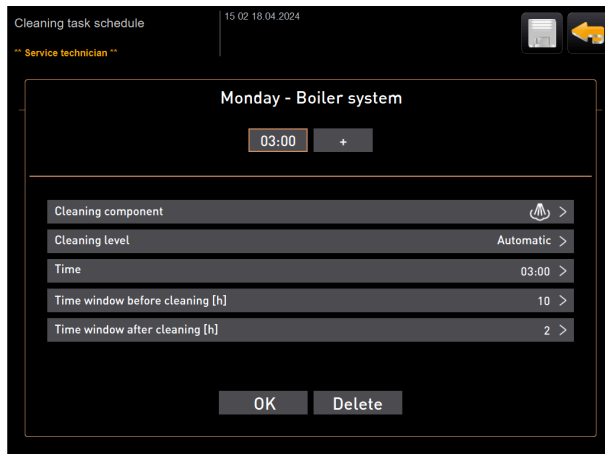 Cleaning task schedule
15 02 18.04.2024
** Service technician **
Monday - Boiler system
03:00 +
Cleaning component >
Cleaning level Automatic >
Time 03:00 >
Time window before cleaning [h] 10 >
Time window after cleaning [h] 2 >
OK Delete